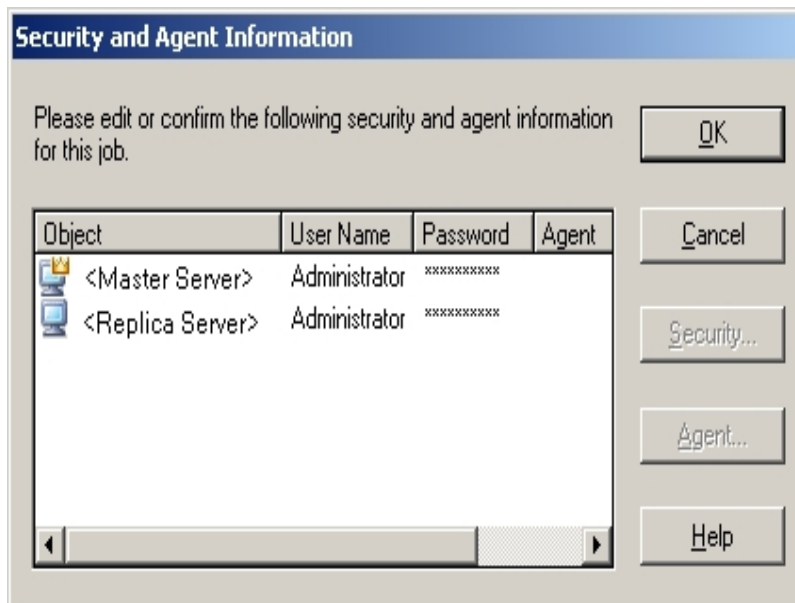 Security and Agent Information
Please edit or confirm the following security and agent information
for this job.
OK
Object User Name Password Agent
Cancel
<Master Server> Administrator **********
<Replica Server> Administrator **********
Security...
Agent...
Help